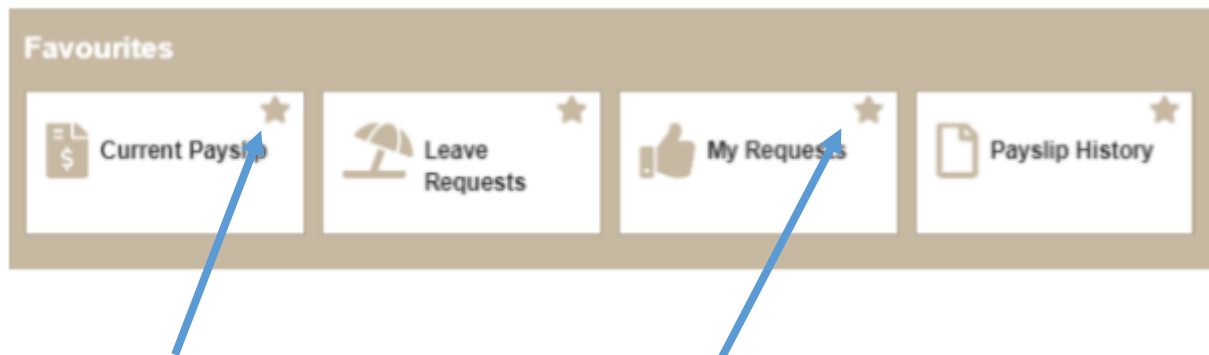 Favourites
Current Payslip
Leave
Requests
My Requests
Payslip History